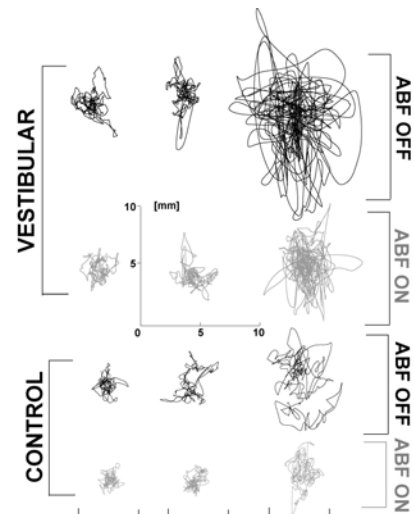 VESTIBULAR
ABF OFF
10
[mm]
5
0
5
10
ABF ON
CONTROL
ABF OFF
ABF ON